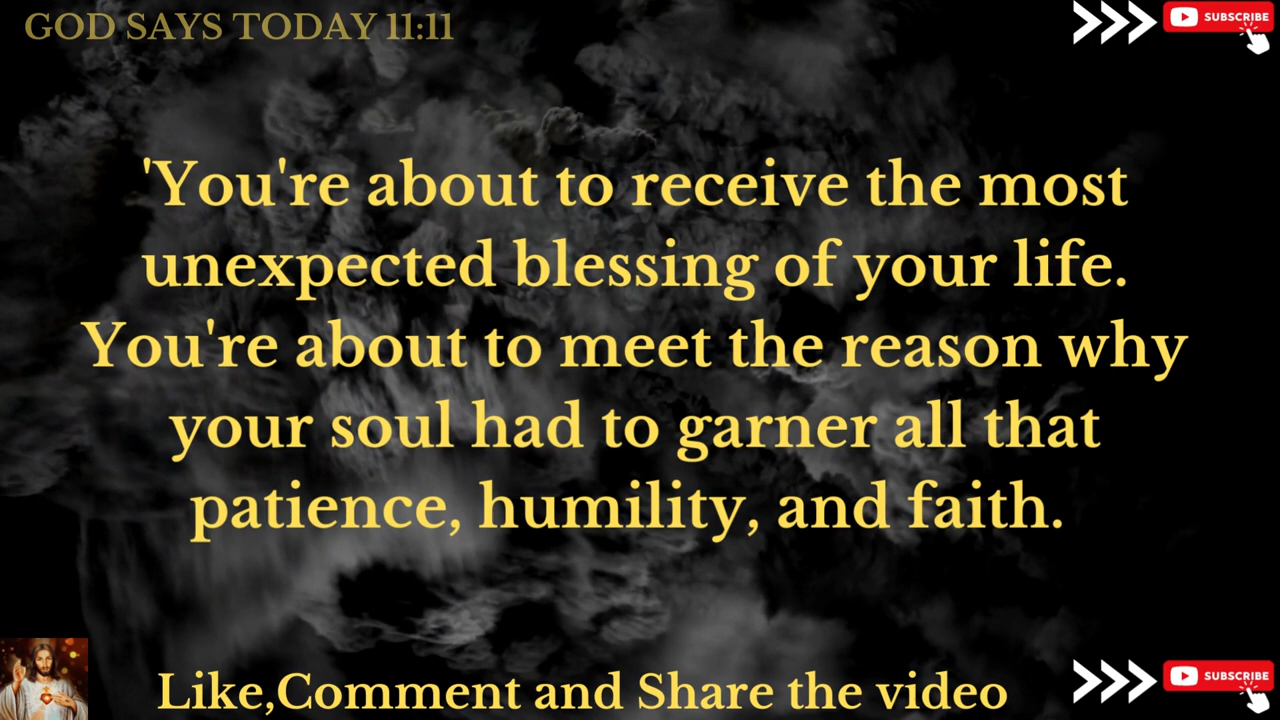 GOD SAYS TODAY 11:11
SUBSCRIBE
'You're about to receive the most
unexpected blessing of your life.
You're about to meet the reason why
your soul had to garner all that
patience, humility, and faith.
Like,Comment and Share the video
SUBSCRIBE